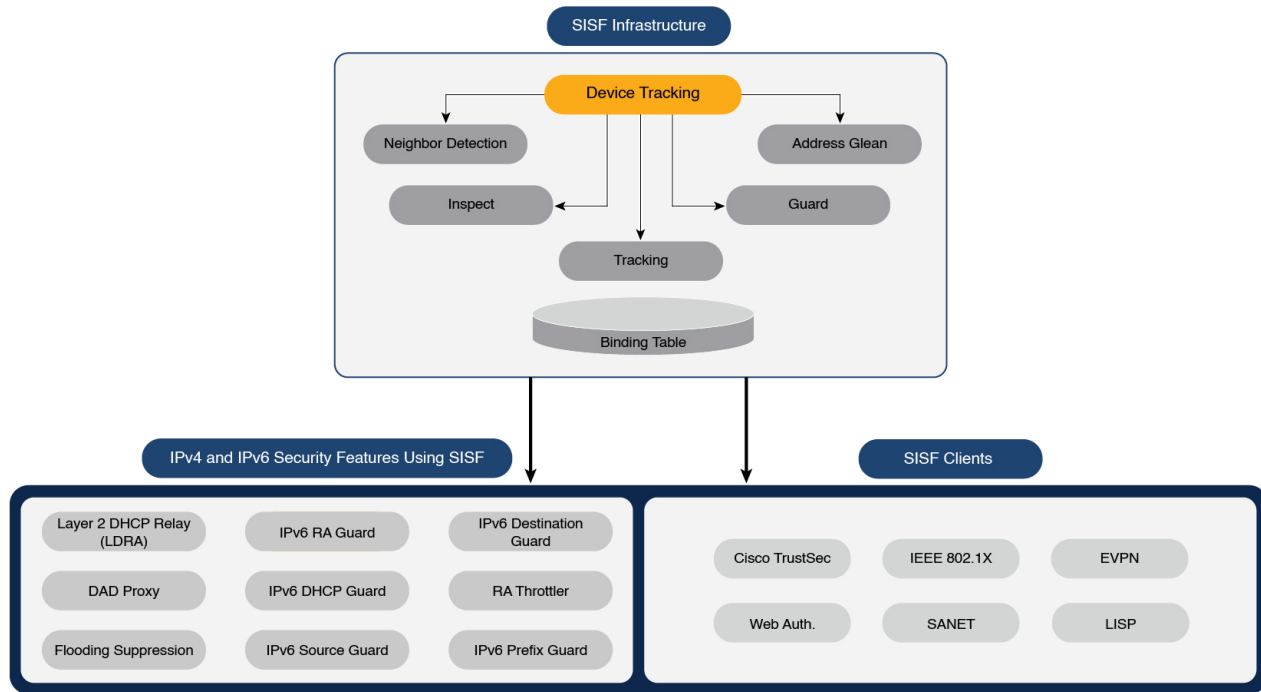 SISF Infrastructure
Device Tracking
Neighbor Detection
Address Glean
Inspect
Guard
Tracking
Binding Table
IPv4 and IPv6 Security Features Using SISF
SISF Clients
Layer 2 DHCP Relay
(LDRA)
IPv6 RA Guard
IPv6 Destination
Guard
DAD Proxy
IPv6 DHCP Guard
RA Throttler
Flooding Suppression
IPv6 Source Guard
IPv6 Prefix Guard
Cisco TrustSec
IEEE 802.1X
EVPN
Web Auth.
SANET
LISP